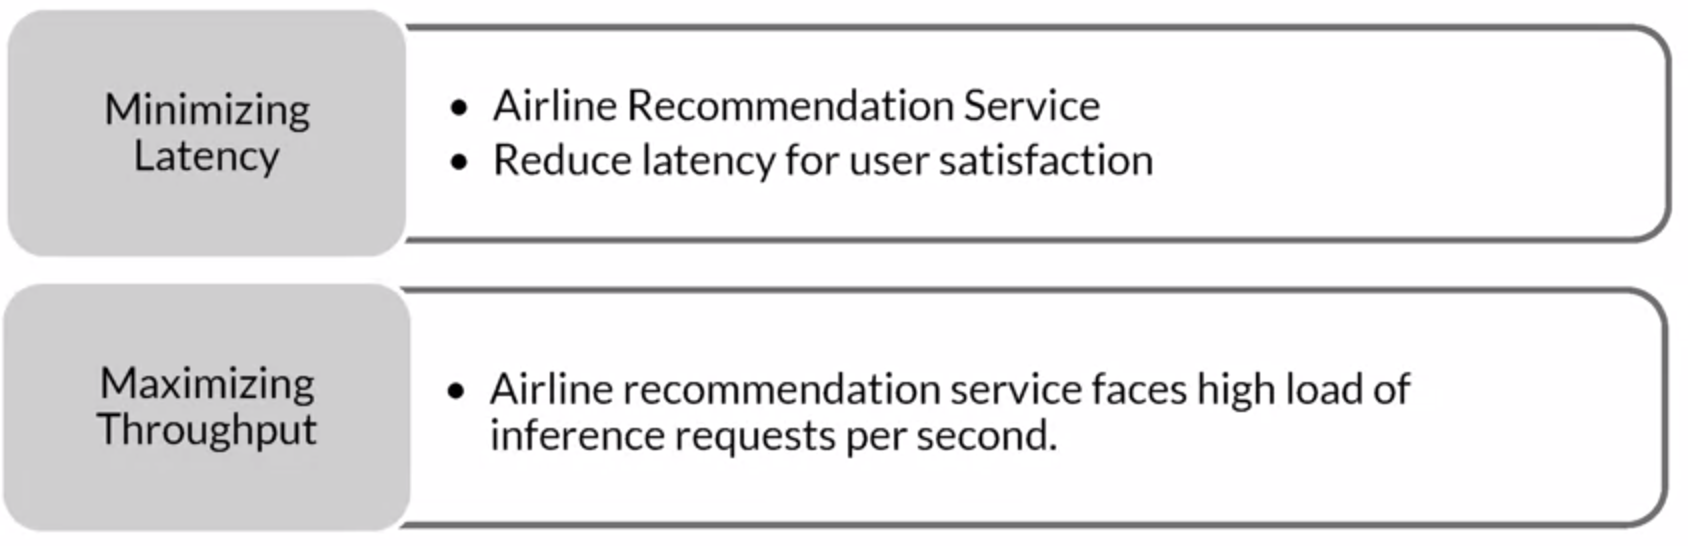 Minimizing
Latency
• Airline Recommendation Service
• Reduce latency for user satisfaction
Maximizing
Throughput
• Airline recommendation service faces high load of
inference requests per second.